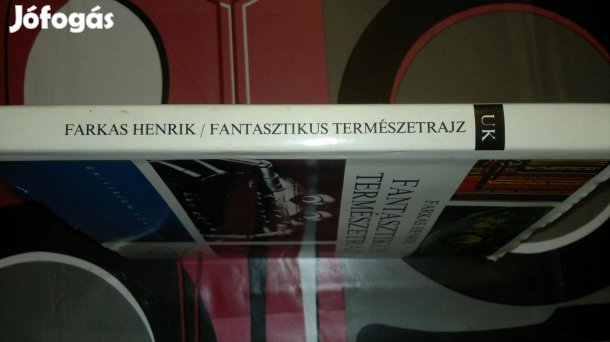 Jófogás
FARKAS HENRIK / FANTASZTIKUS TERMÉSZETRAJZ
UK
FARKAS HENRIK
FANTASZTIKUS
TERMÉSZETRAJZ